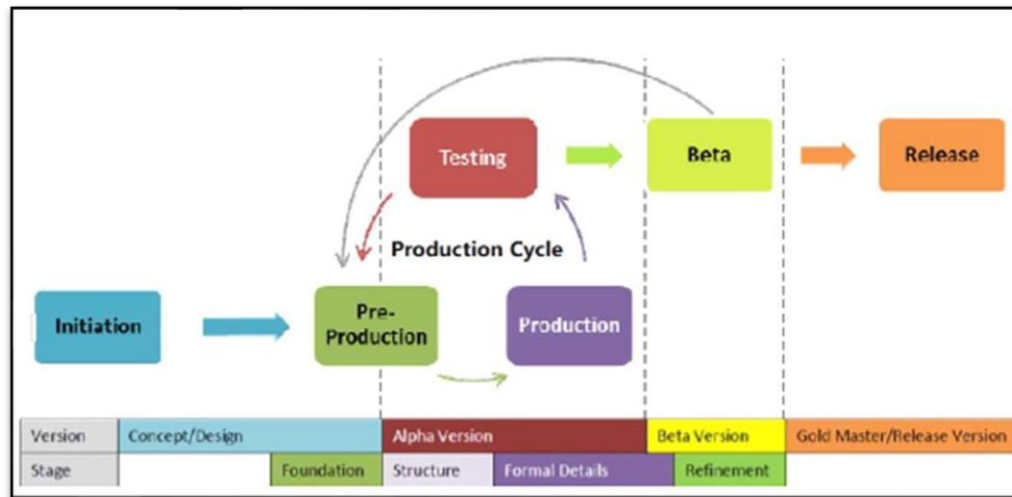 Testing
Beta
Release
Production Cycle
Initiation
Pre-
Production
Production
Version
Concept/Design
Alpha Version
Beta Version
Gold Master/Release Version
Stage
Foundation
Structure
Formal Details
Refinement